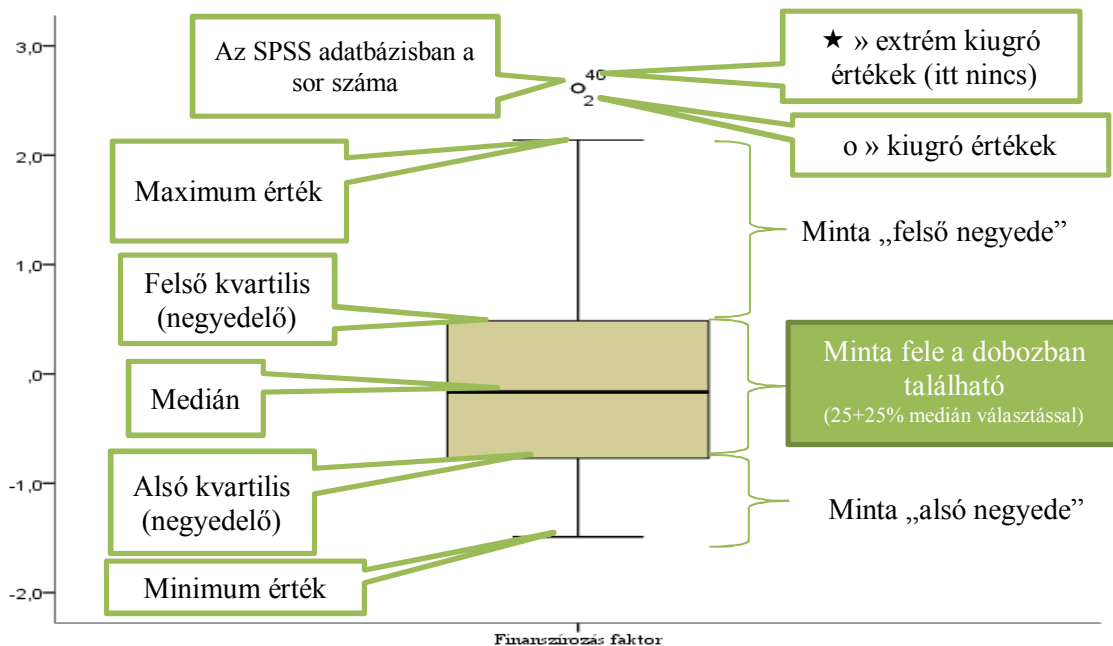 3,0
2,0
1,0
,0
-1,0
-2,0
Az SPSS adatbázisban a
sor száma
40
2
★ » extrém kiugró
értékek (itt nincs)
o » kiugró értékek
Maximum érték
Minta „felső negyede”
Felső kvartilis
(negyedelő)
Medián
Minta fele a dobozban
található
(25+25% medián választással)
Alsó kvartilis
(negyedelő)
Minta „alsó negyede”
Minimum érték
Finanszírozás faktor